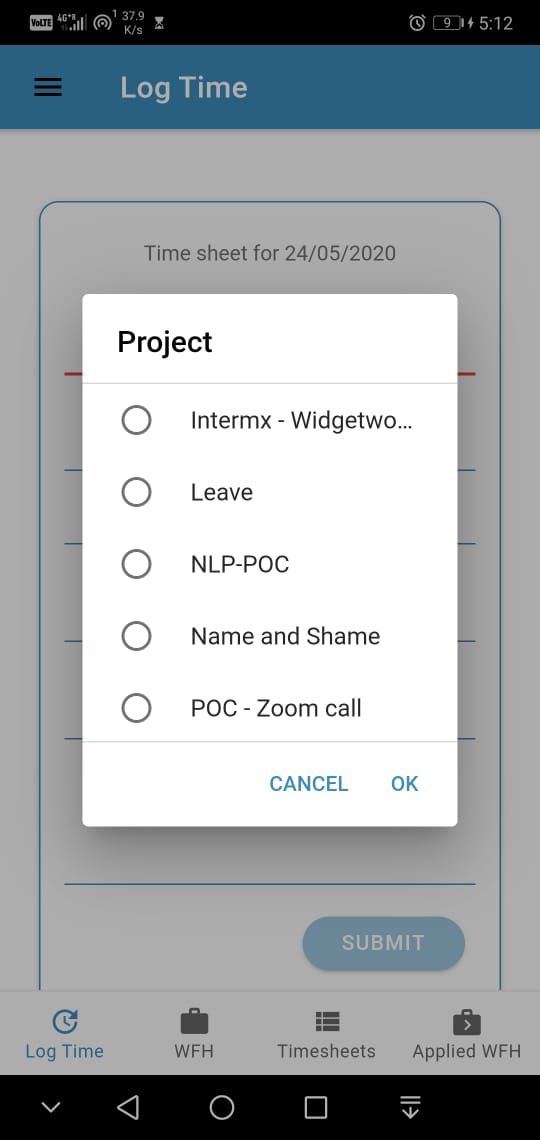 VoLTE 4G+R 1 37.9 K/s 9 5:12
Log Time
Time sheet for 24/05/2020
Project
Intermx - Widgetwo...
Leave
NLP-POC
Name and Shame
POC - Zoom call
CANCEL OK
SUBMIT
Log Time WFH Timesheets Applied WFH